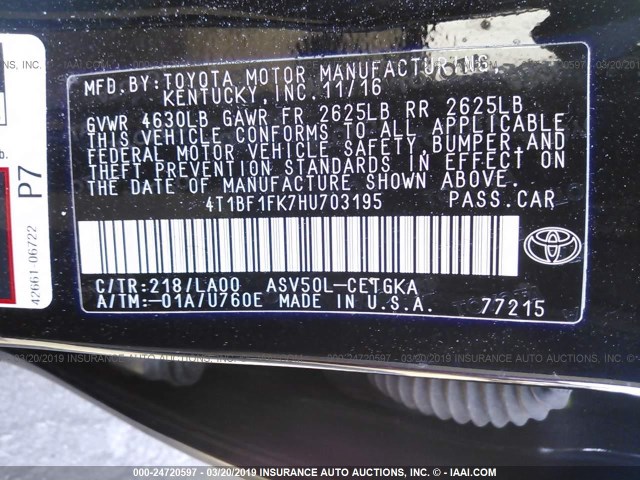 MFD. BY: TOYOTA MOTOR MANUFACTURING,
KENTUCKY, INC. 11/16
GVWR 4630LB GAWR FR 2625LB RR 2625LB
THIS VEHICLE CONFORMS TO ALL APPLICABLE
FEDERAL MOTOR VEHICLE SAFETY, BUMPER, AND
THEFT PREVENTION STANDARDS IN EFFECT ON
THE DATE OF MANUFACTURE SHOWN ABOVE.
4T1BF1FK7HU703195 PASS. CAR
C/TR: 218/LA00 ASV50L-CETGKA
A/TM: -01A/U760E MADE IN U.S.A. 77215
P7
42661-06722
b.
000-24720597 - 03/20/2019 INSURANCE AUTO AUCTIONS, INC. - © IAAI.COM